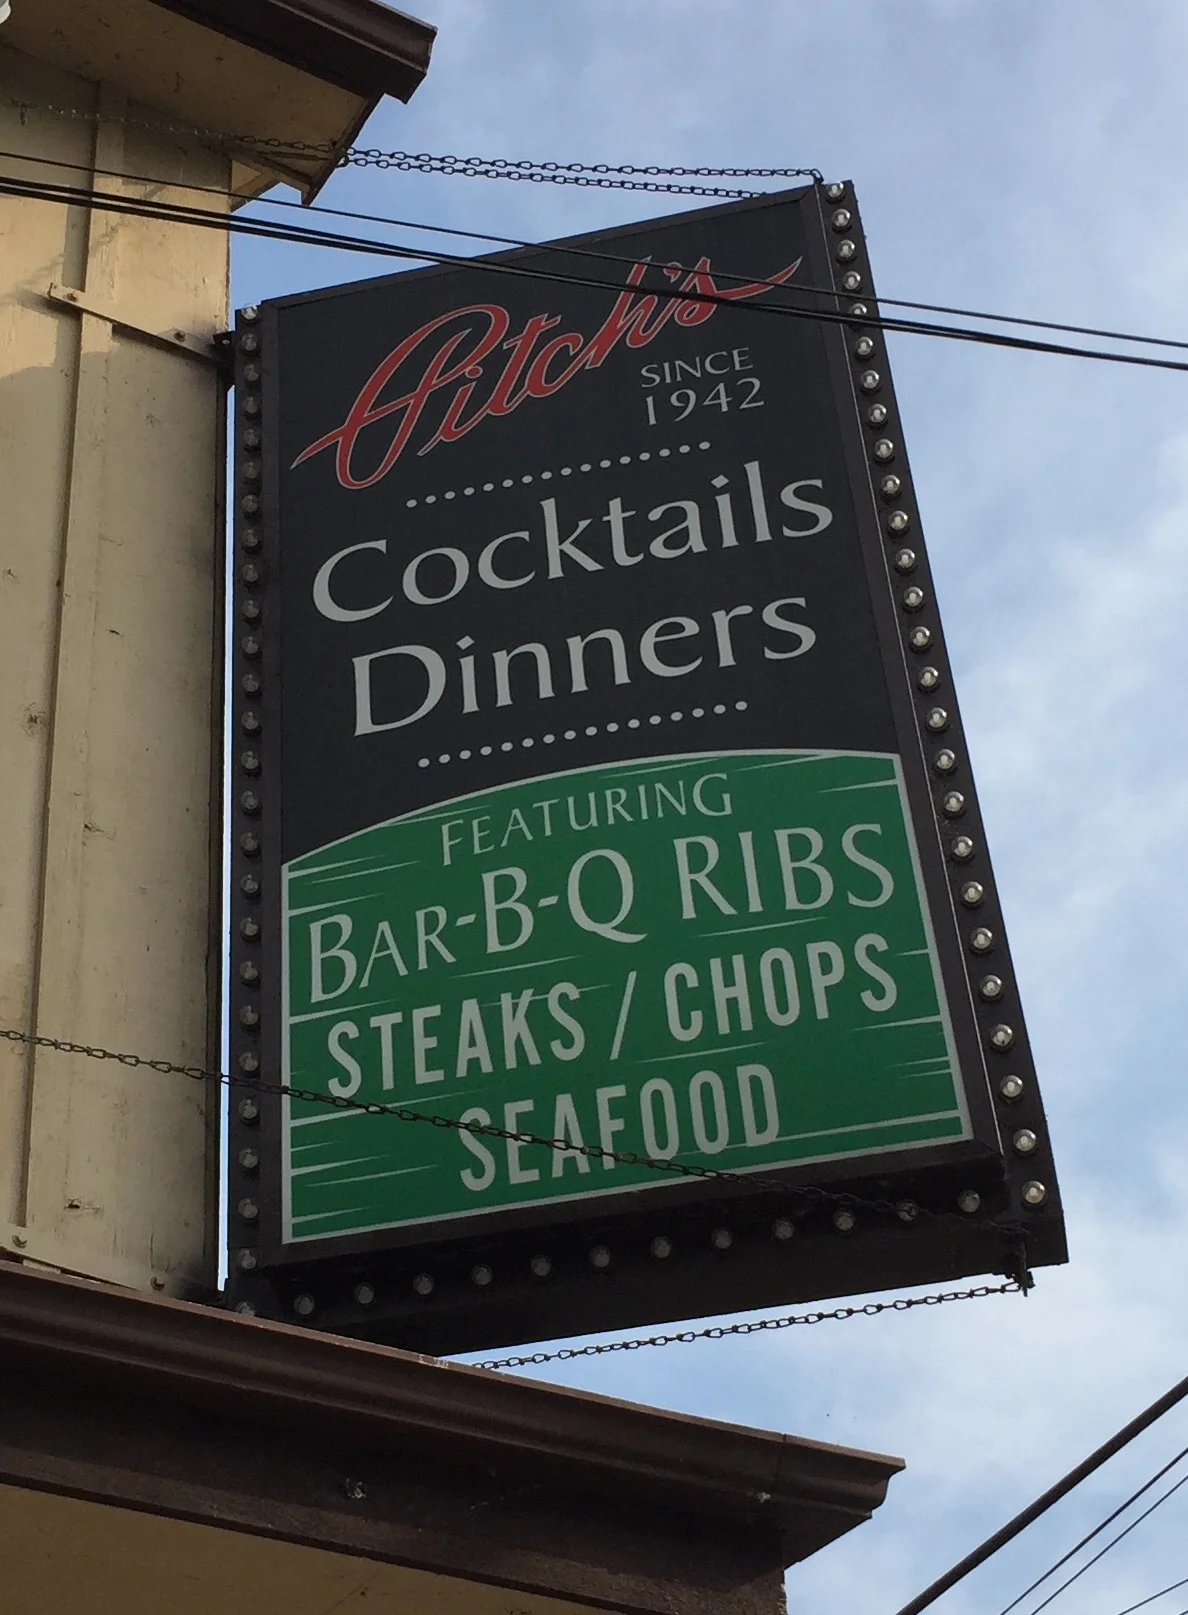 Pitch's
SINCE
1942
Cocktails
Dinners
FEATURING
BAR-B-Q RIBS
STEAKS / CHOPS
SEAFOOD